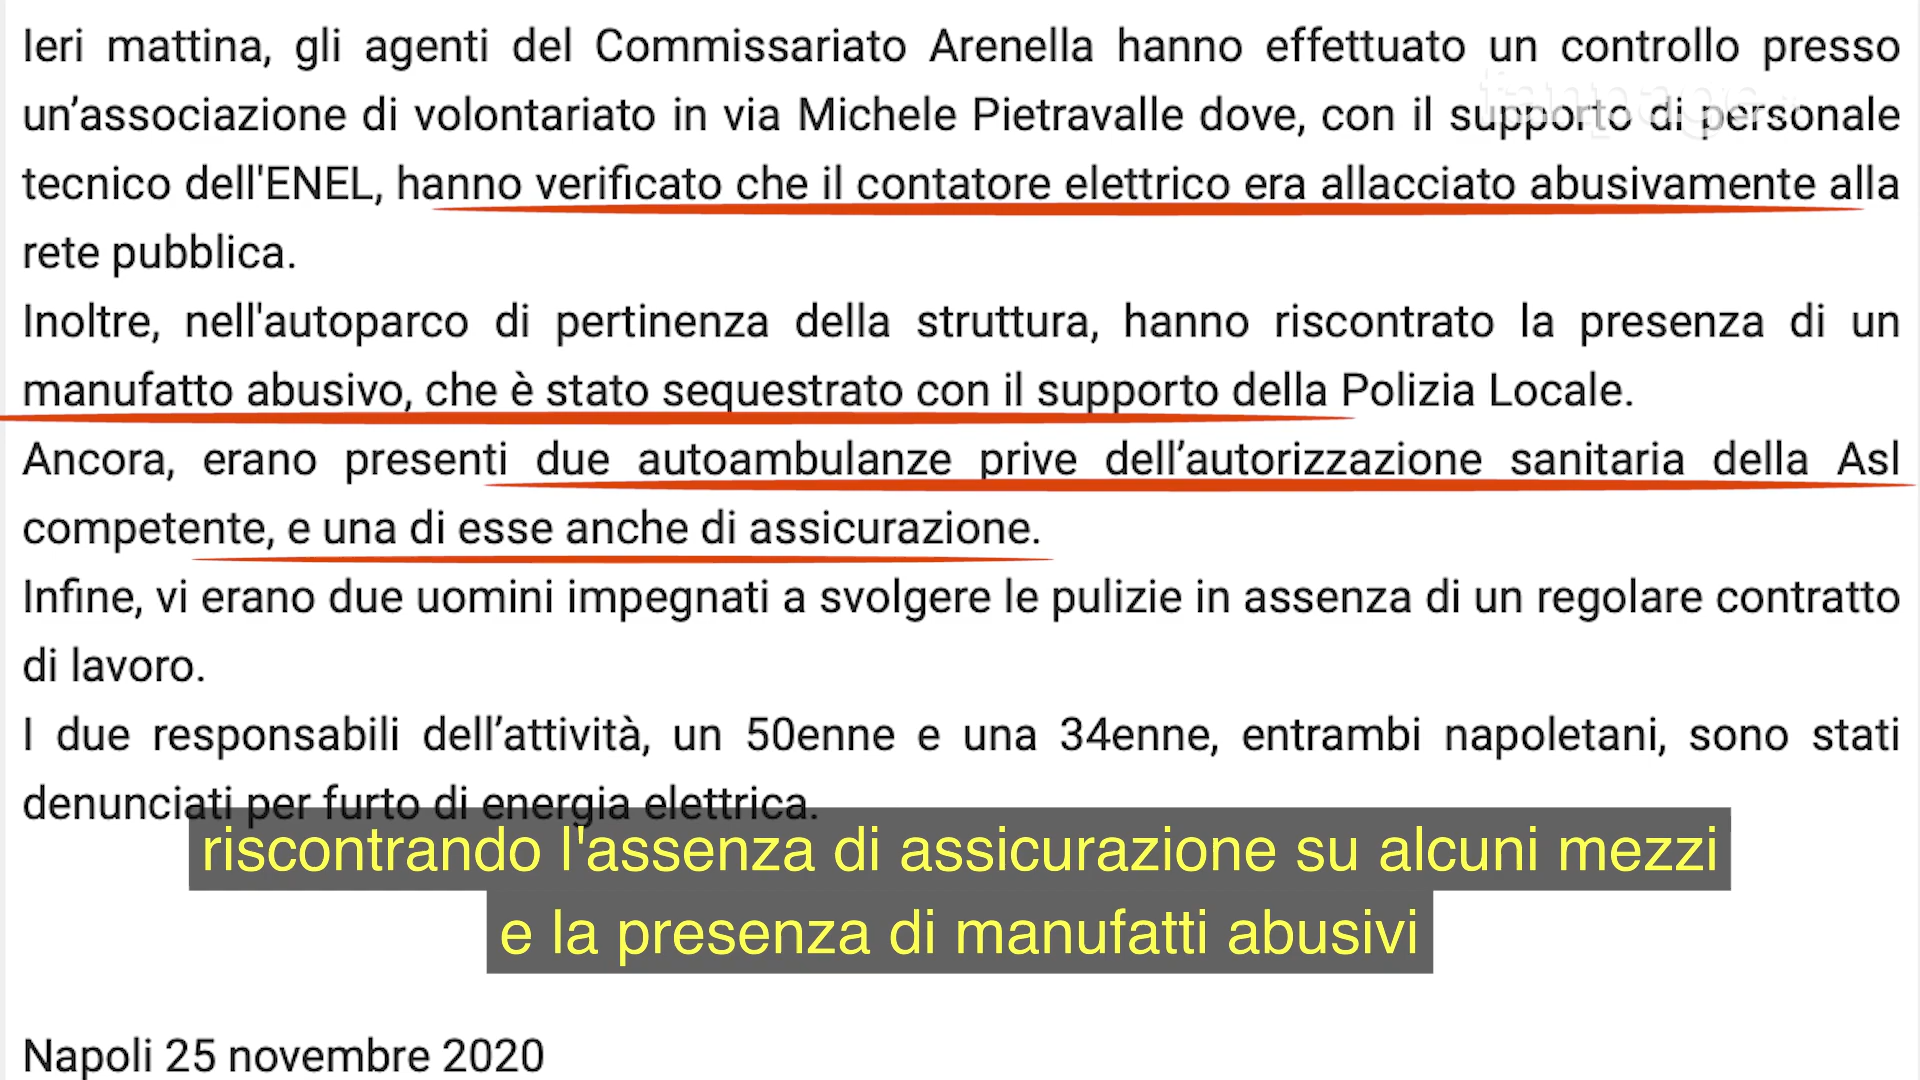 Ieri mattina, gli agenti del Commissariato Arenella hanno effettuato un controllo presso
un’associazione di volontariato in via Michele Pietravalle dove, con il supporto di personale
tecnico dell'ENEL, hanno verificato che il contatore elettrico era allacciato abusivamente alla
rete pubblica.
Inoltre, nell'autoparco di pertinenza della struttura, hanno riscontrato la presenza di un
manufatto abusivo, che è stato sequestrato con il supporto della Polizia Locale.
Ancora, erano presenti due autoambulanze prive dell’autorizzazione sanitaria della Asl
competente, e una di esse anche di assicurazione.
Infine, vi erano due uomini impegnati a svolgere le pulizie in assenza di un regolare contratto
di lavoro.
I due responsabili dell’attività, un 50enne e una 34enne, entrambi napoletani, sono stati
denunciati per furto di energia elettrica.
riscontrando l'assenza di assicurazione su alcuni mezzi
e la presenza di manufatti abusivi
Napoli 25 novembre 2020